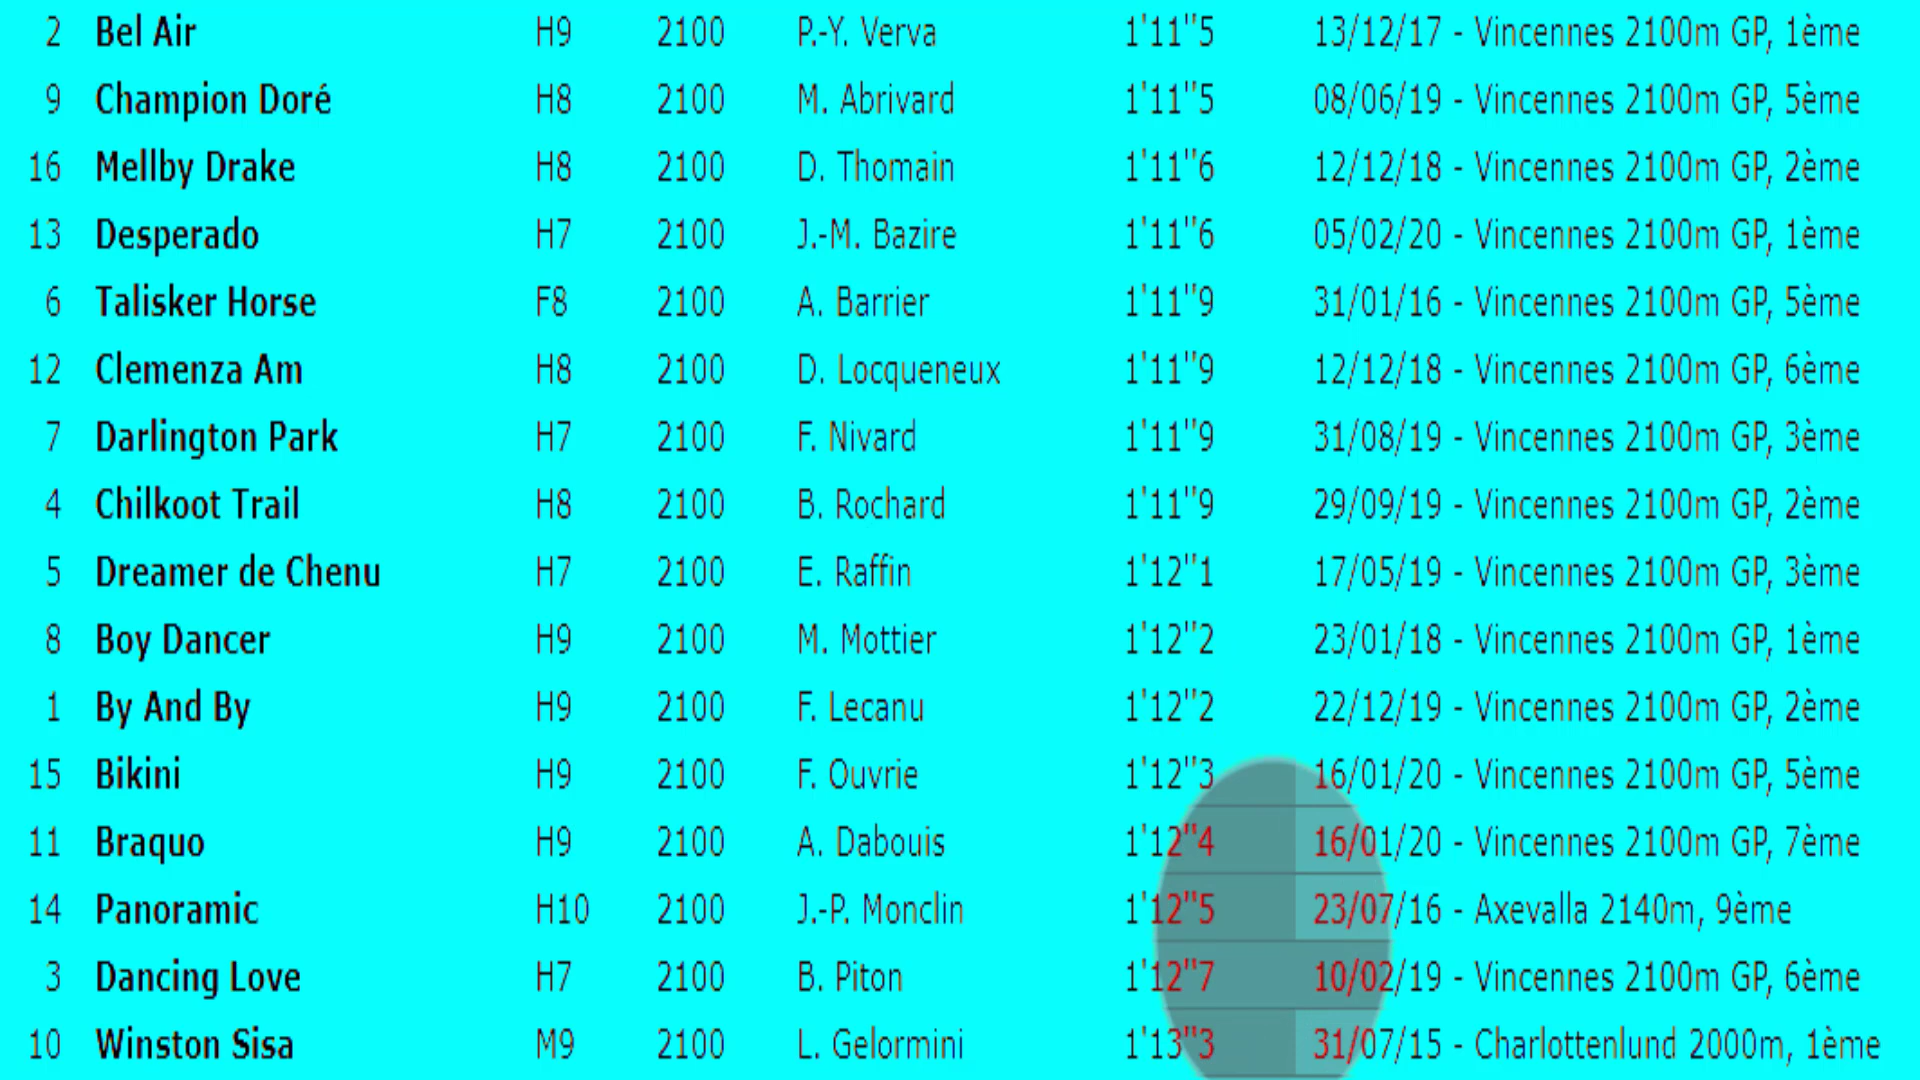 2 Bel Air H9 2100 P.-Y. Verva 1'11"5 13/12/17 - Vincennes 2100m GP, 1ème
9 Champion Doré H8 2100 M. Abrivard 1'11"5 08/06/19 - Vincennes 2100m GP, 5ème
16 Mellby Drake H8 2100 D. Thomain 1'11"6 12/12/18 - Vincennes 2100m GP, 2ème
13 Desperado H7 2100 J.-M. Bazire 1'11"6 05/02/20 - Vincennes 2100m GP, 1ème
6 Talisker Horse F8 2100 A. Barrier 1'11"9 31/01/16 - Vincennes 2100m GP, 5ème
12 Clemenza Am H8 2100 D. Locqueneux 1'11"9 12/12/18 - Vincennes 2100m GP, 6ème
7 Darlington Park H7 2100 F. Nivard 1'11"9 31/08/19 - Vincennes 2100m GP, 3ème
4 Chilkoot Trail H8 2100 B. Rochard 1'11"9 29/09/19 - Vincennes 2100m GP, 2ème
5 Dreamer de Chenu H7 2100 E. Raffin 1'12"1 17/05/19 - Vincennes 2100m GP, 3ème
8 Boy Dancer H9 2100 M. Mottier 1'12"2 23/01/18 - Vincennes 2100m GP, 1ème
1 By And By H9 2100 F. Lecanu 1'12"2 22/12/19 - Vincennes 2100m GP, 2ème
15 Bikini H9 2100 F. Ouvrie 1'12"3 16/01/20 - Vincennes 2100m GP, 5ème
11 Braquo H9 2100 A. Dabouis 1'12"4 16/01/20 - Vincennes 2100m GP, 7ème
14 Panoramic H10 2100 J.-P. Monclin 1'12"5 23/07/16 - Axevalla 2140m, 9ème
3 Dancing Love H7 2100 B. Piton 1'12"7 10/02/19 - Vincennes 2100m GP, 6ème
10 Winston Sisa M9 2100 L. Gelormini 1'13"3 31/07/15 - Charlottenlund 2000m, 1ème